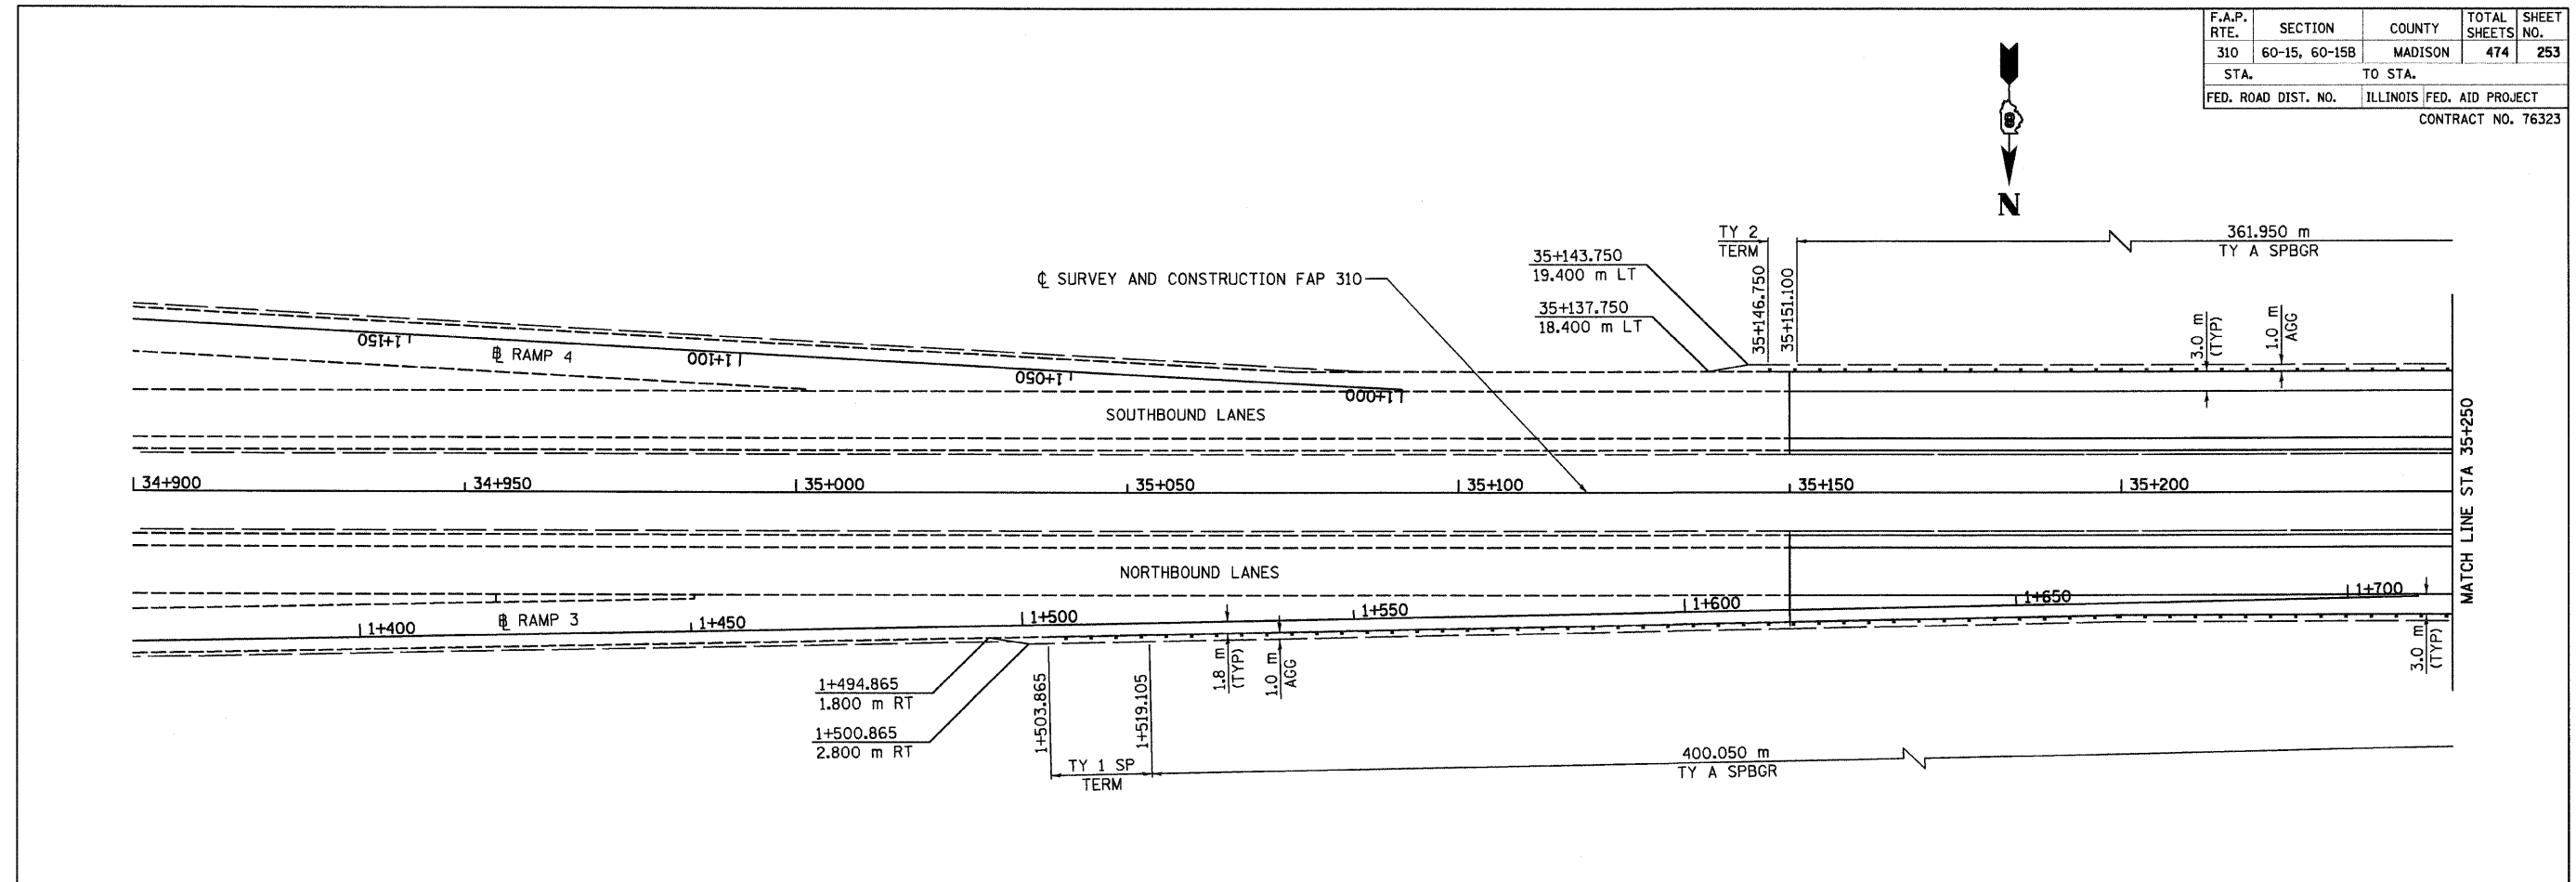 F.A.P. RTE. SECTION COUNTY TOTAL SHEETS SHEET NO.
310 60-15, 60-15B MADISON 474 253
STA. TO STA.
FED. ROAD DIST. NO. ILLINOIS FED. AID PROJECT
CONTRACT NO. 76323
N
TY 2
TERM
361.950 m
TY A SPBGR
35+143.750
19.400 m LT
35+137.750
18.400 m LT
35+146.750
35+151.100
℄ SURVEY AND CONSTRUCTION FAP 310
3.0 m
(TYP)
1.0 m
AGG
1+150
RAMP 4
1+100
1+050
1+000
SOUTHBOUND LANES
34+900
34+950
35+000
35+050
35+100
35+150
35+200
MATCH LINE STA 35+250
NORTHBOUND LANES
RAMP 3
1+400
1+450
1+500
1+550
1+600
1+650
1+700
1+494.865
1.800 m RT
1+500.865
2.800 m RT
1+503.865
1+519.105
1.8 m
(TYP)
1.0 m
AGG
3.0 m
(TYP)
TY 1 SP
TERM
400.050 m
TY A SPBGR